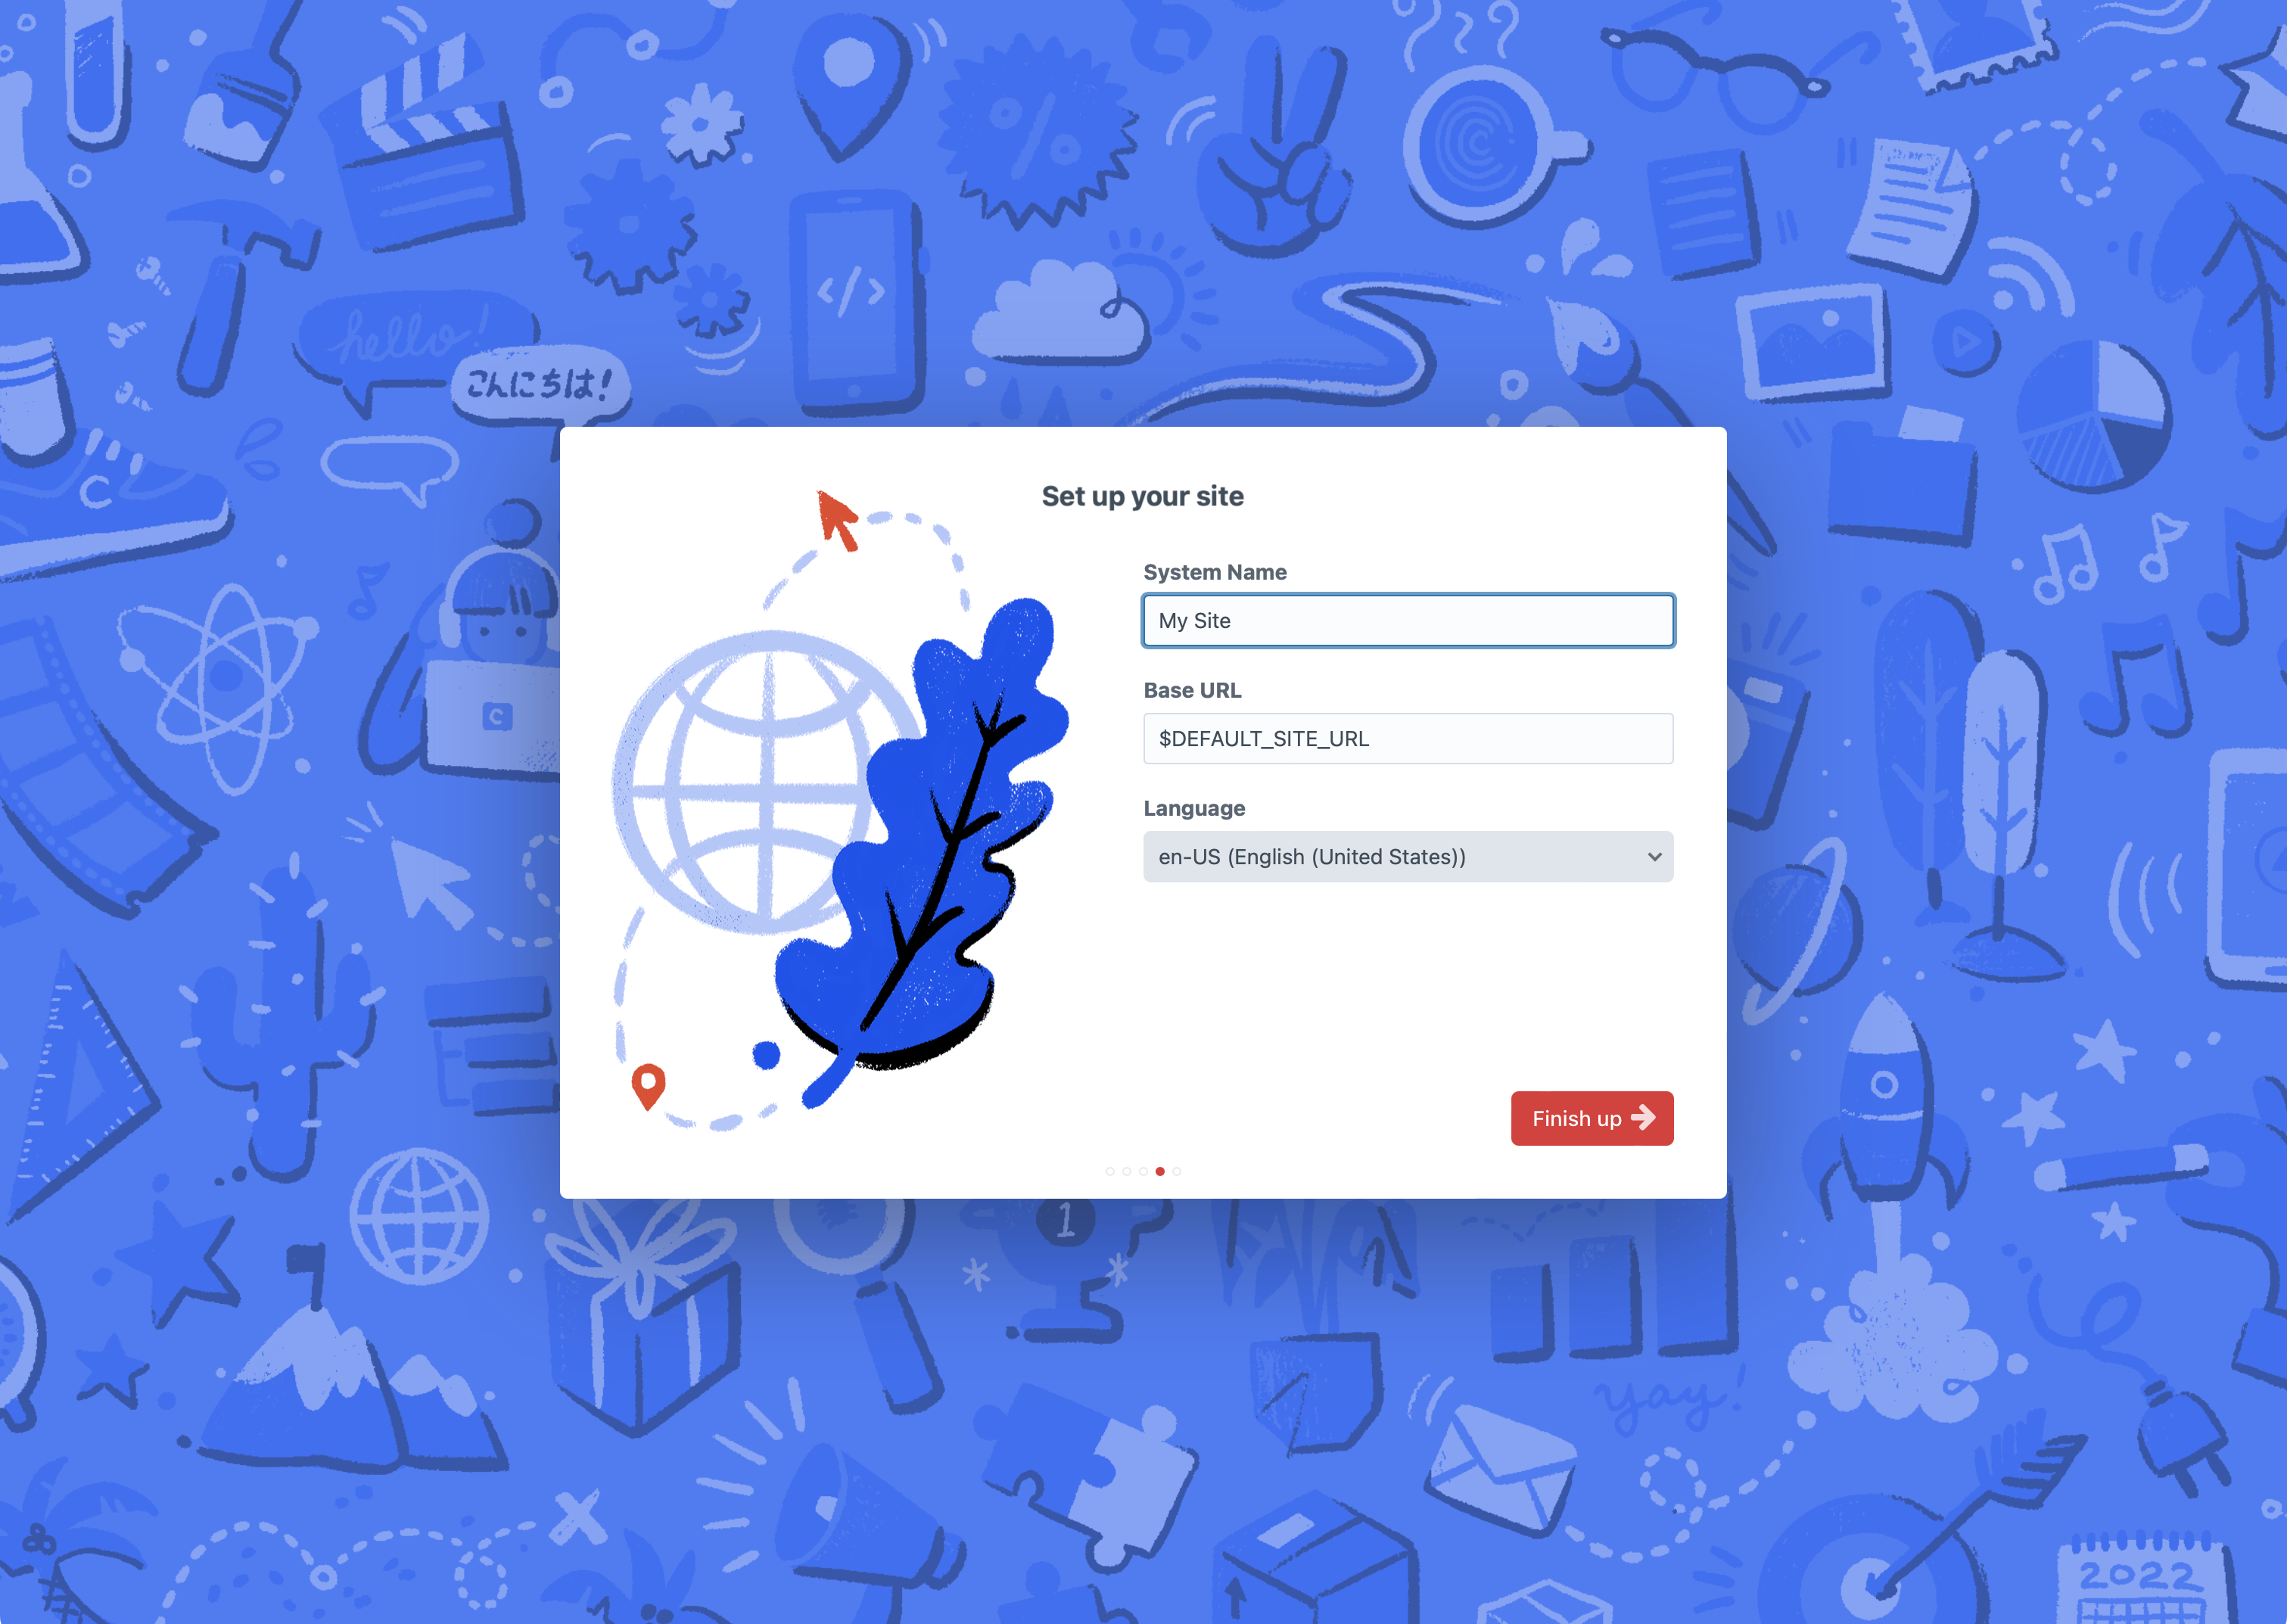 hello!
こんにちは!
</>
C
C
Set up your site
System Name
My Site
Base URL
$DEFAULT_SITE_URL
Language
en-US (English (United States))
Finish up
1
yay!
2022